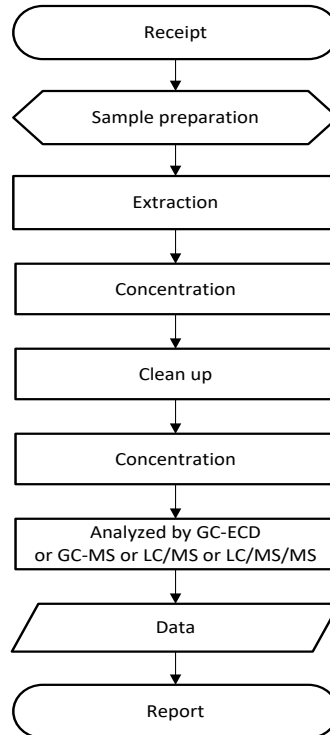 Receipt
Sample preparation
Extraction
Concentration
Clean up
Concentration
Analyzed by GC-ECD
or GC-MS or LC/MS or LC/MS/MS
Data
Report